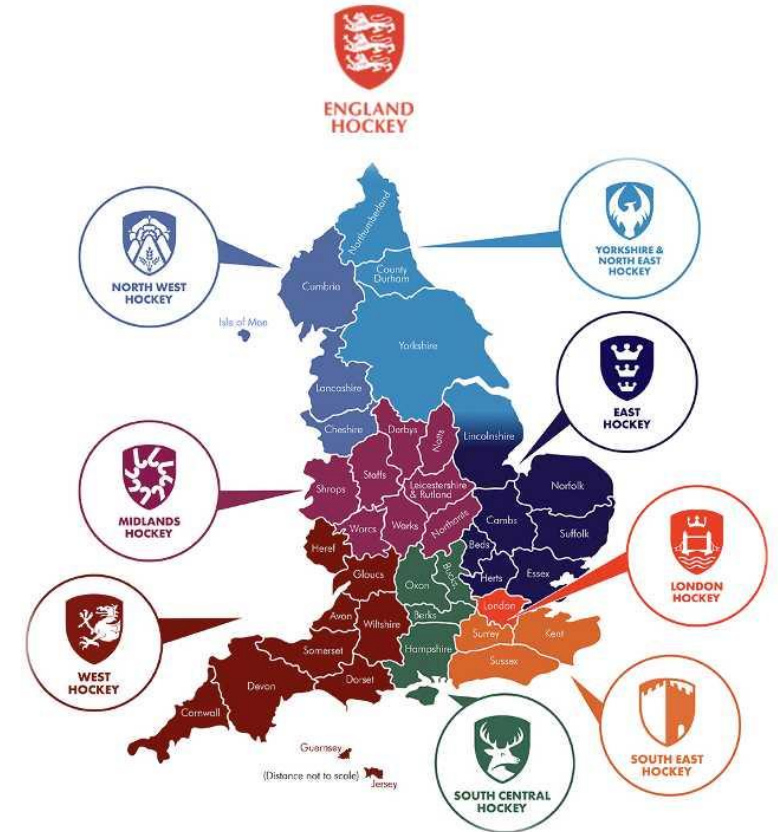 ENGLAND
HOCKEY
Northumberland
YORKSHIRE &
NORTH EAST
HOCKEY
NORTH WEST
HOCKEY
County
Durham
Cumbria
Isle of Man
Yorkshire
Lancashire
EAST
HOCKEY
Cheshire
Derbys
Notts
Lincolnshire
MIDLANDS
HOCKEY
Shrops
Staffs
Leicestershire
& Rutland
Norfolk
Worcs
Warks
Northants
Cambs
Suffolk
Heref
Beds
Gloucs
Oxon
Bucks
Herts
Essex
LONDON
HOCKEY
London
Avon
Wiltshire
Berks
Surrey
Kent
WEST
HOCKEY
Somerset
Hampshire
Sussex
Devon
Dorset
Cornwall
Guernsey
(Distance not to scale)
Jersey
SOUTH EAST
HOCKEY
SOUTH CENTRAL
HOCKEY